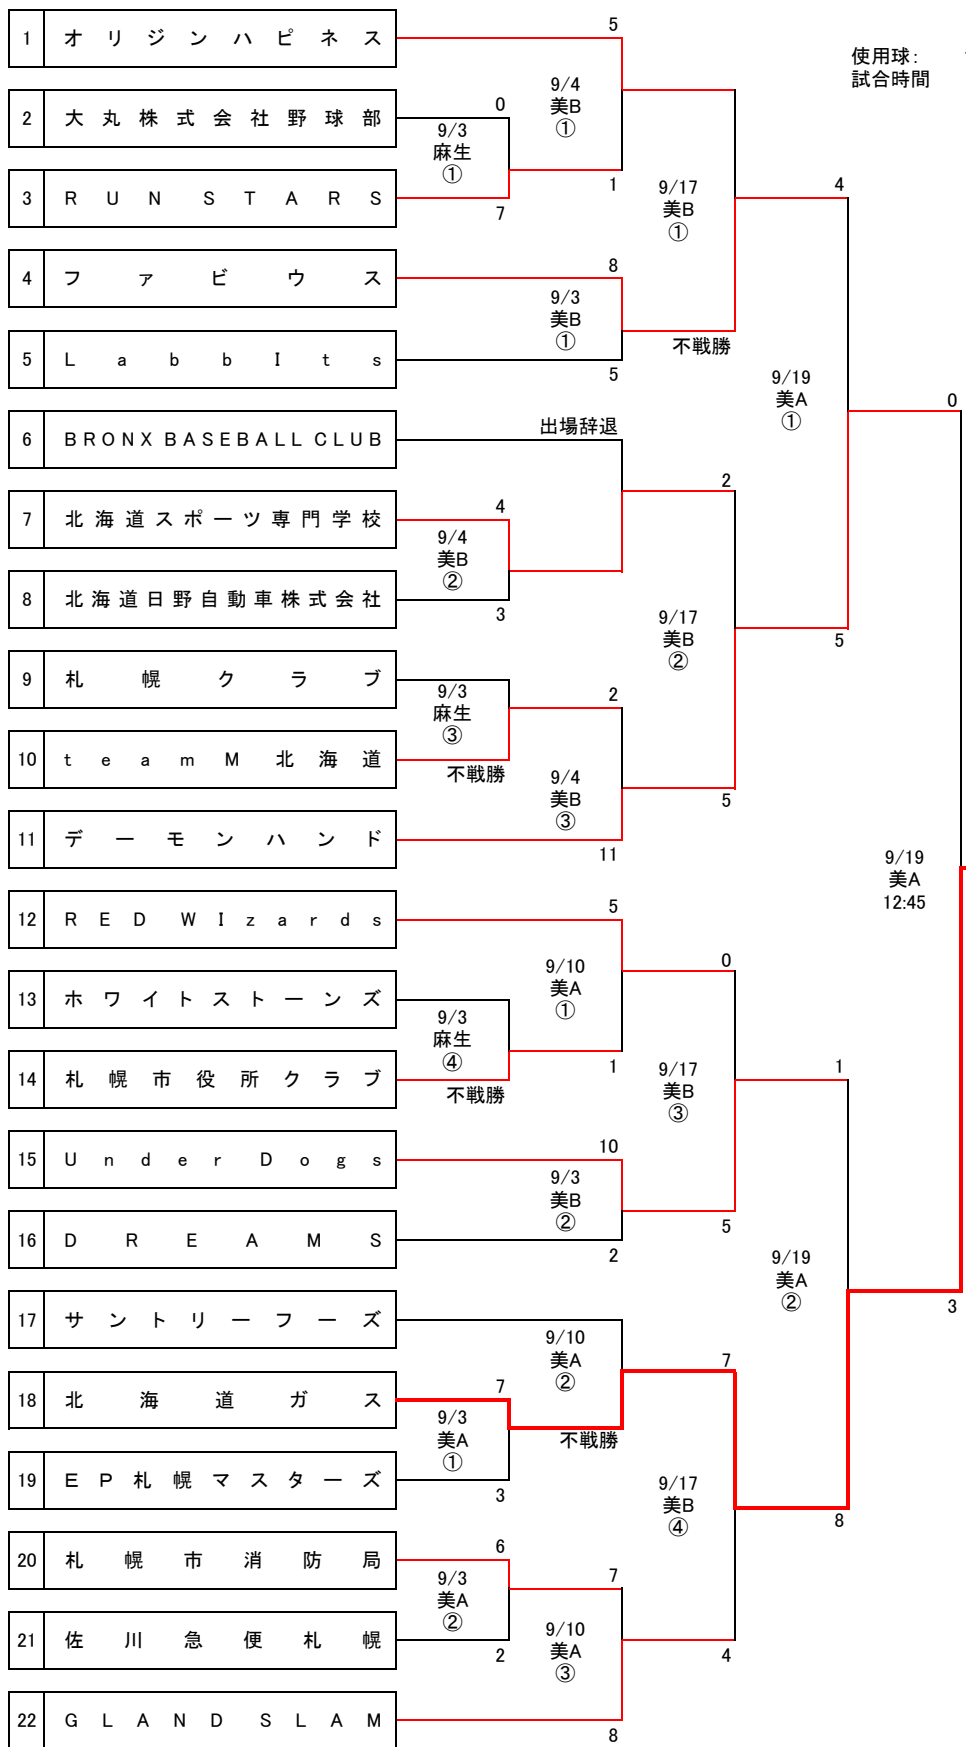 5
1 オリジンハピネス
使用球:
試合時間
9/4
美B
①
0
2 大丸株式会社野球部
9/3
麻生
①
1
3 RUN STARS
7
9/17
美B
①
4
8
4 ファビウス
9/3
美B
①
不戦勝
5 LabbIts
5
9/19
美A
①
0
出場辞退
6 BRONX BASEBALL CLUB
2
4
7 北海道スポーツ専門学校
9/4
美B
②
8 北海道日野自動車株式会社
3
9/17
美B
②
5
9 札幌クラブ
9/3
麻生
③
2
10 teamM北海道
不戦勝
9/4
美B
③
5
11 デーモンハンド
11
9/19
美A
12:45
5
12 RED WIzards
0
9/10
美A
①
13 ホワイトストーンズ
9/3
麻生
④
1
14 札幌市役所クラブ
不戦勝
9/17
美B
③
1
10
15 UnderDogs
9/3
美B
②
5
16 DREAMS
2
9/19
美A
②
3
17 サントリーフーズ
9/10
美A
②
7
7
18 北海道ガス
9/3
美A
①
不戦勝
19 EP札幌マスターズ
3
9/17
美B
④
8
6
20 札幌市消防局
9/3
美A
②
7
21 佐川急便札幌
2
9/10
美A
③
4
22 GLAND SLAM
8